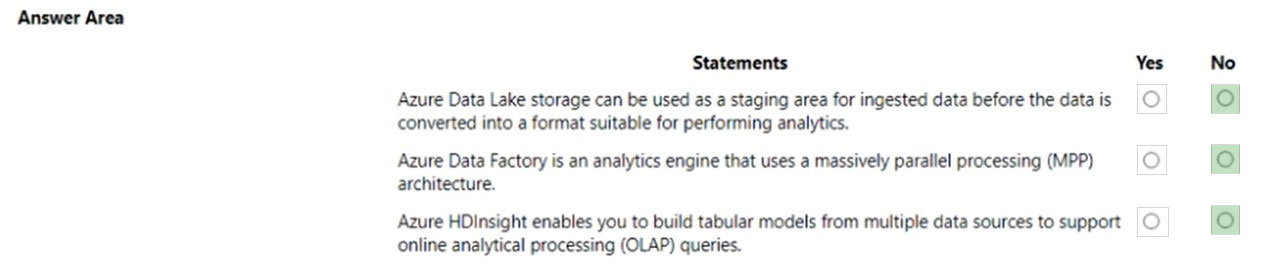 Answer Area
Statements Yes No
Azure Data Lake storage can be used as a staging area for ingested data before the data is
converted into a format suitable for performing analytics.
Azure Data Factory is an analytics engine that uses a massively parallel processing (MPP)
architecture.
Azure HDInsight enables you to build tabular models from multiple data sources to support
online analytical processing (OLAP) queries.